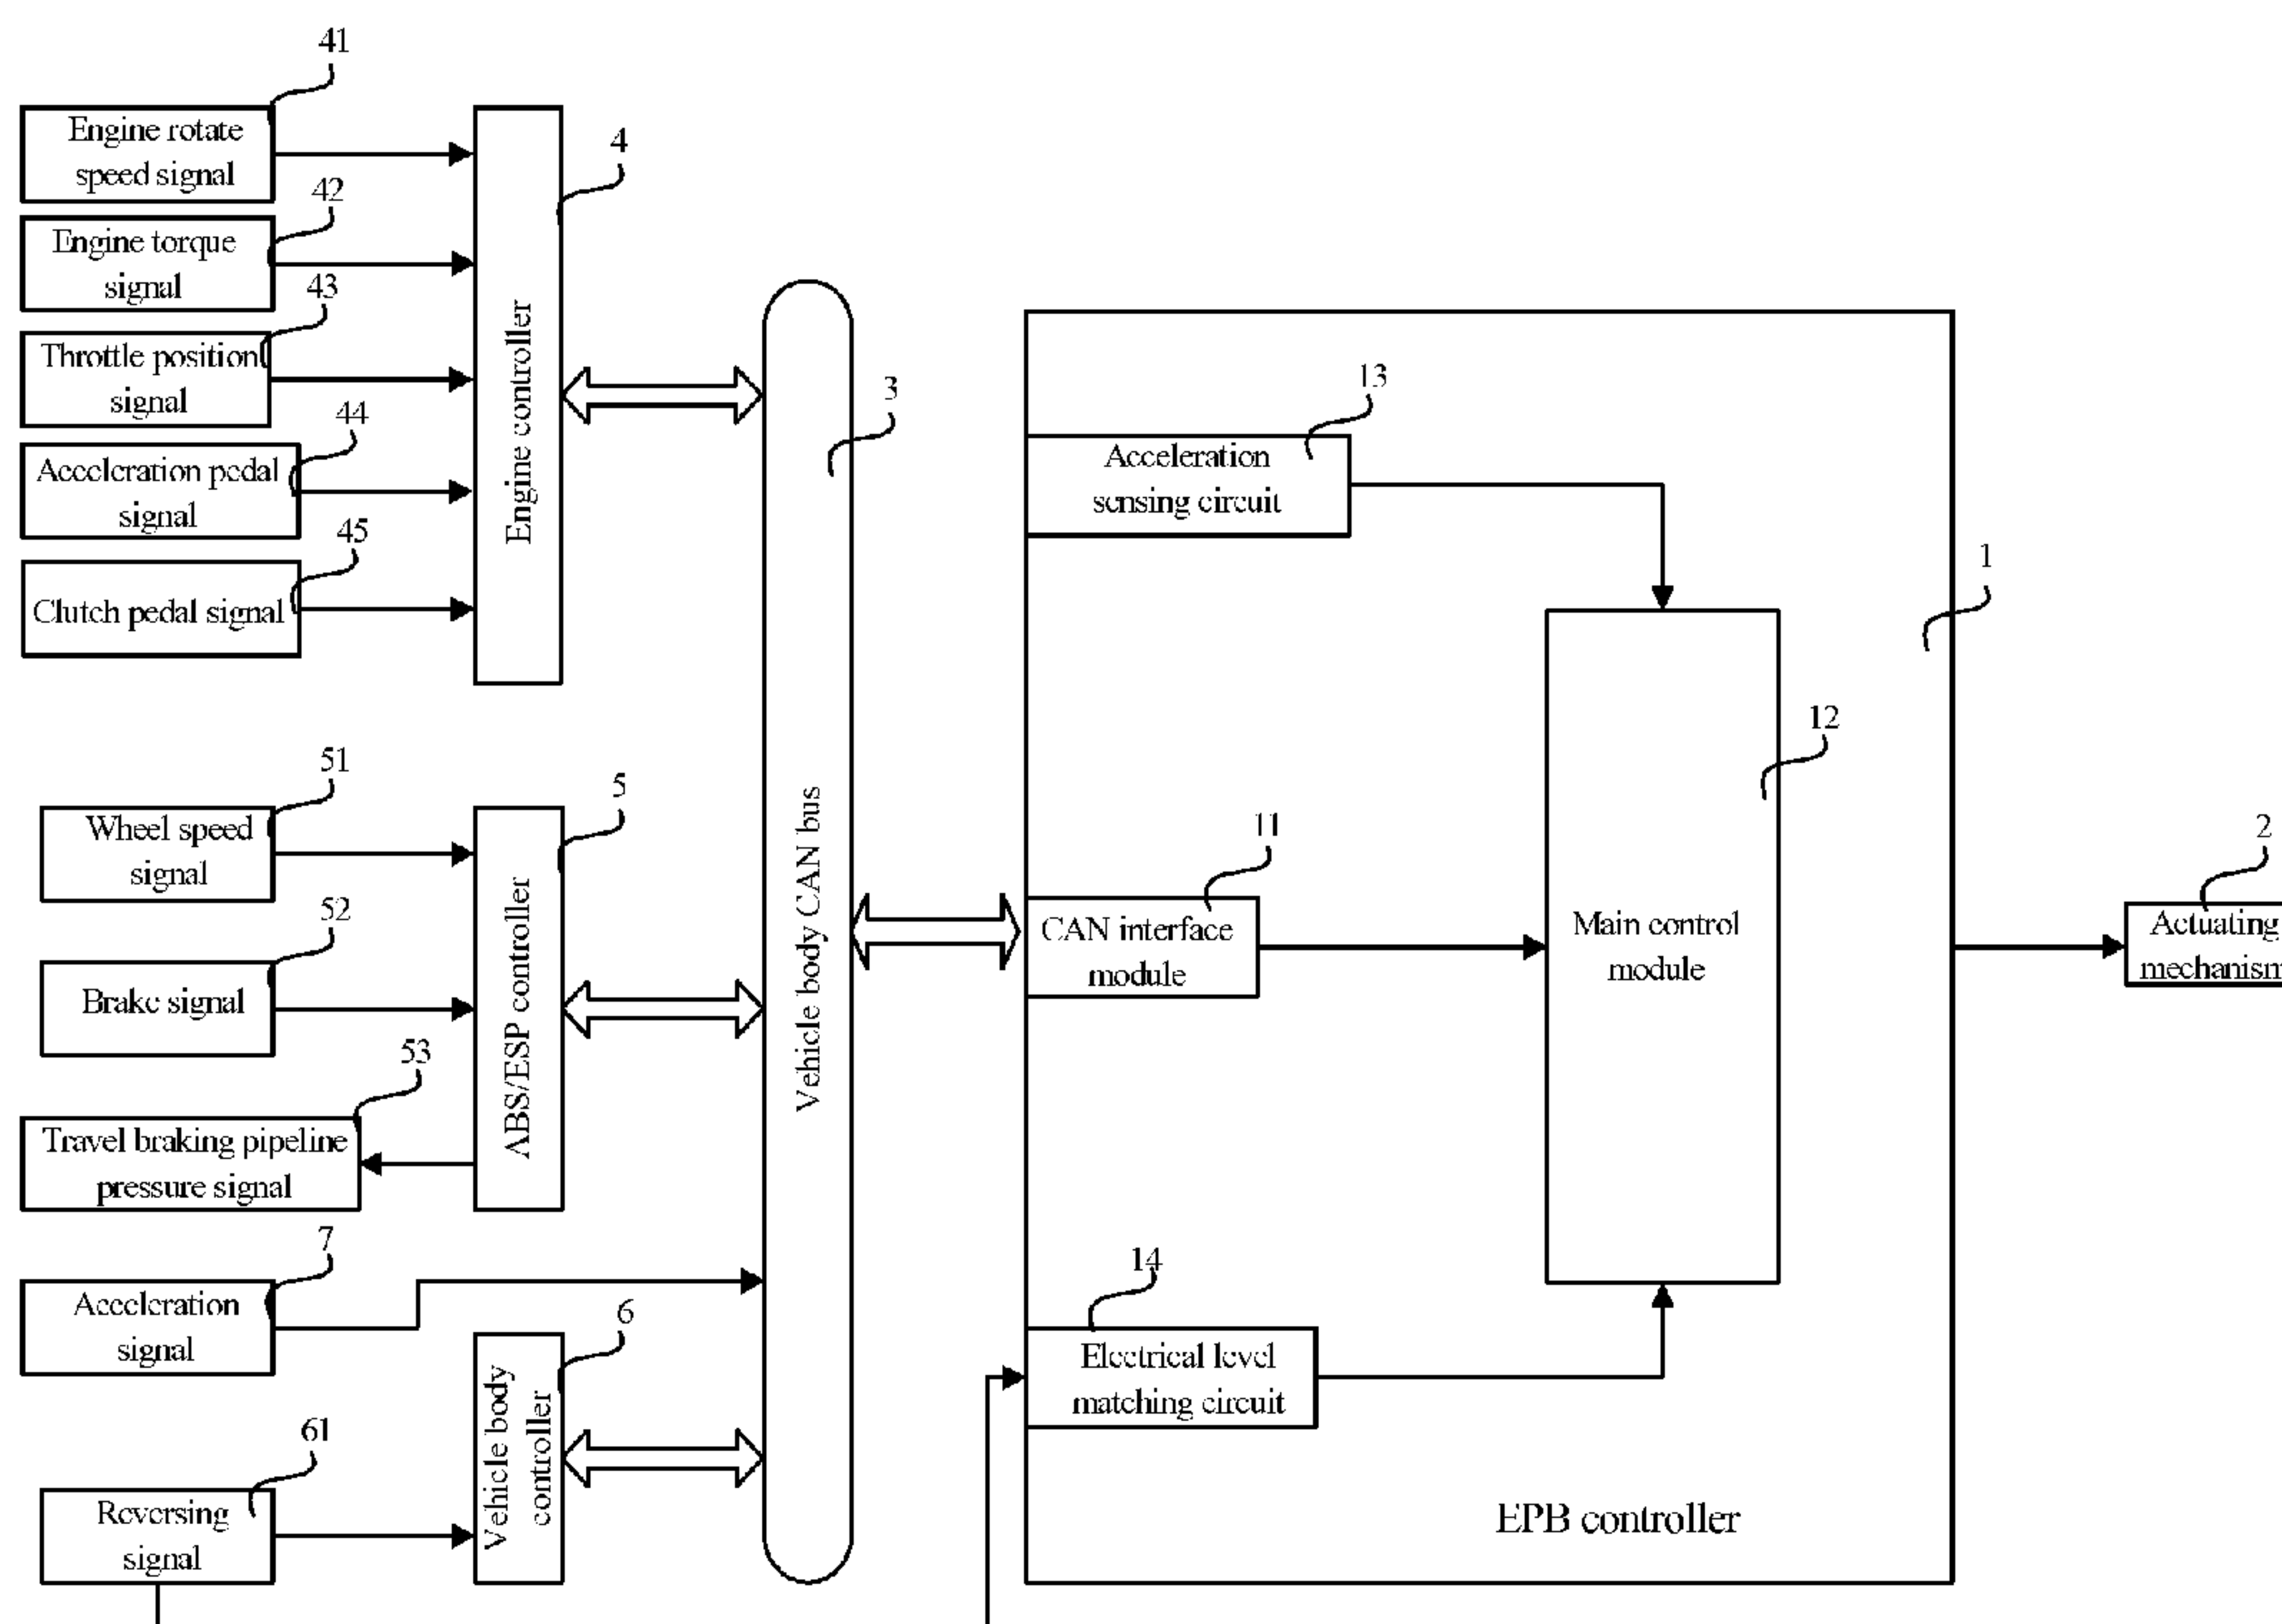 41
Engine rotate
speed signal
42
Engine torque
signal
43
Throttle position
signal
44
Acceleration pedal
signal
45
Clutch pedal signal
4
Engine controller
51
Wheel speed
signal
52
Brake signal
53
Travel braking pipeline
pressure signal
5
ABS/ESP controller
7
Acceleration
signal
6
Vehicle body
controller
61
Reversing
signal
3
Vehicle body CAN bus
13
Acceleration
sensing circuit
11
CAN interface
module
14
Electrical level
matching circuit
12
Main control
module
1
EPB controller
2
Actuating
mechanism